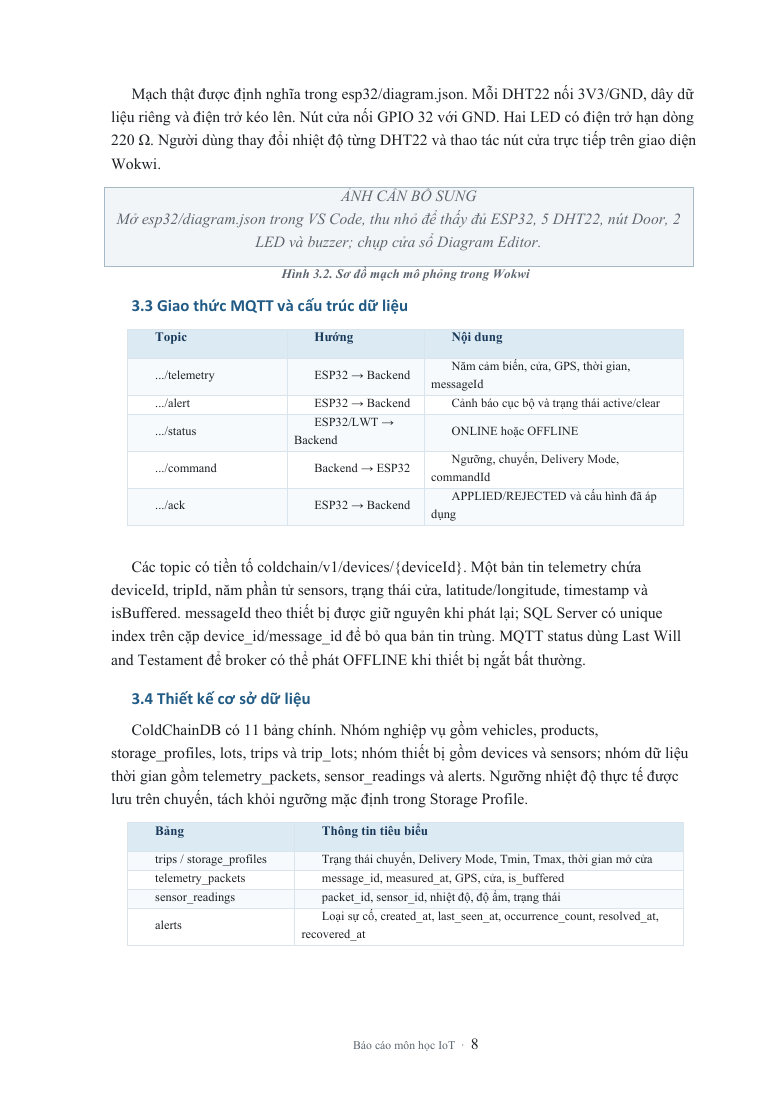 Mạch thật được định nghĩa trong esp32/diagram.json. Mỗi DHT22 nối 3V3/GND, dây dữ
liệu riêng và điện trở kéo lên. Nút cửa nối GPIO 32 với GND. Hai LED có điện trở hạn dòng
220 Ω. Người dùng thay đổi nhiệt độ từng DHT22 và thao tác nút cửa trực tiếp trên giao diện
Wokwi.
ẢNH CẦN BỔ SUNG
Mở esp32/diagram.json trong VS Code, thu nhỏ để thấy đủ ESP32, 5 DHT22, nút Door, 2
LED và buzzer; chụp cửa sổ Diagram Editor.
Hình 3.2. Sơ đồ mạch mô phỏng trong Wokwi
3.3 Giao thức MQTT và cấu trúc dữ liệu
Topic Hướng Nội dung
.../telemetry ESP32 → Backend Năm cảm biến, cửa, GPS, thời gian,
messageId
.../alert ESP32 → Backend Cảnh báo cục bộ và trạng thái active/clear
.../status ESP32/LWT →
Backend ONLINE hoặc OFFLINE
.../command Backend → ESP32 Ngưỡng, chuyến, Delivery Mode,
commandId
.../ack ESP32 → Backend APPLIED/REJECTED và cấu hình đã áp
dụng
Các topic có tiền tố coldchain/v1/devices/{deviceId}. Một bản tin telemetry chứa
deviceId, tripId, năm phần tử sensors, trạng thái cửa, latitude/longitude, timestamp và
isBuffered. messageId theo thiết bị được giữ nguyên khi phát lại; SQL Server có unique
index trên cặp device_id/message_id để bỏ qua bản tin trùng. MQTT status dùng Last Will
and Testament để broker có thể phát OFFLINE khi thiết bị ngắt bất thường.
3.4 Thiết kế cơ sở dữ liệu
ColdChainDB có 11 bảng chính. Nhóm nghiệp vụ gồm vehicles, products,
storage_profiles, lots, trips và trip_lots; nhóm thiết bị gồm devices và sensors; nhóm dữ liệu
thời gian gồm telemetry_packets, sensor_readings và alerts. Ngưỡng nhiệt độ thực tế được
lưu trên chuyến, tách khỏi ngưỡng mặc định trong Storage Profile.
Bảng Thông tin tiêu biểu
trips / storage_profiles Trạng thái chuyến, Delivery Mode, Tmin, Tmax, thời gian mở cửa
telemetry_packets message_id, measured_at, GPS, cửa, is_buffered
sensor_readings packet_id, sensor_id, nhiệt độ, độ ẩm, trạng thái
alerts Loại sự cố, created_at, last_seen_at, occurrence_count, resolved_at,
recovered_at
Báo cáo môn học IoT · 8